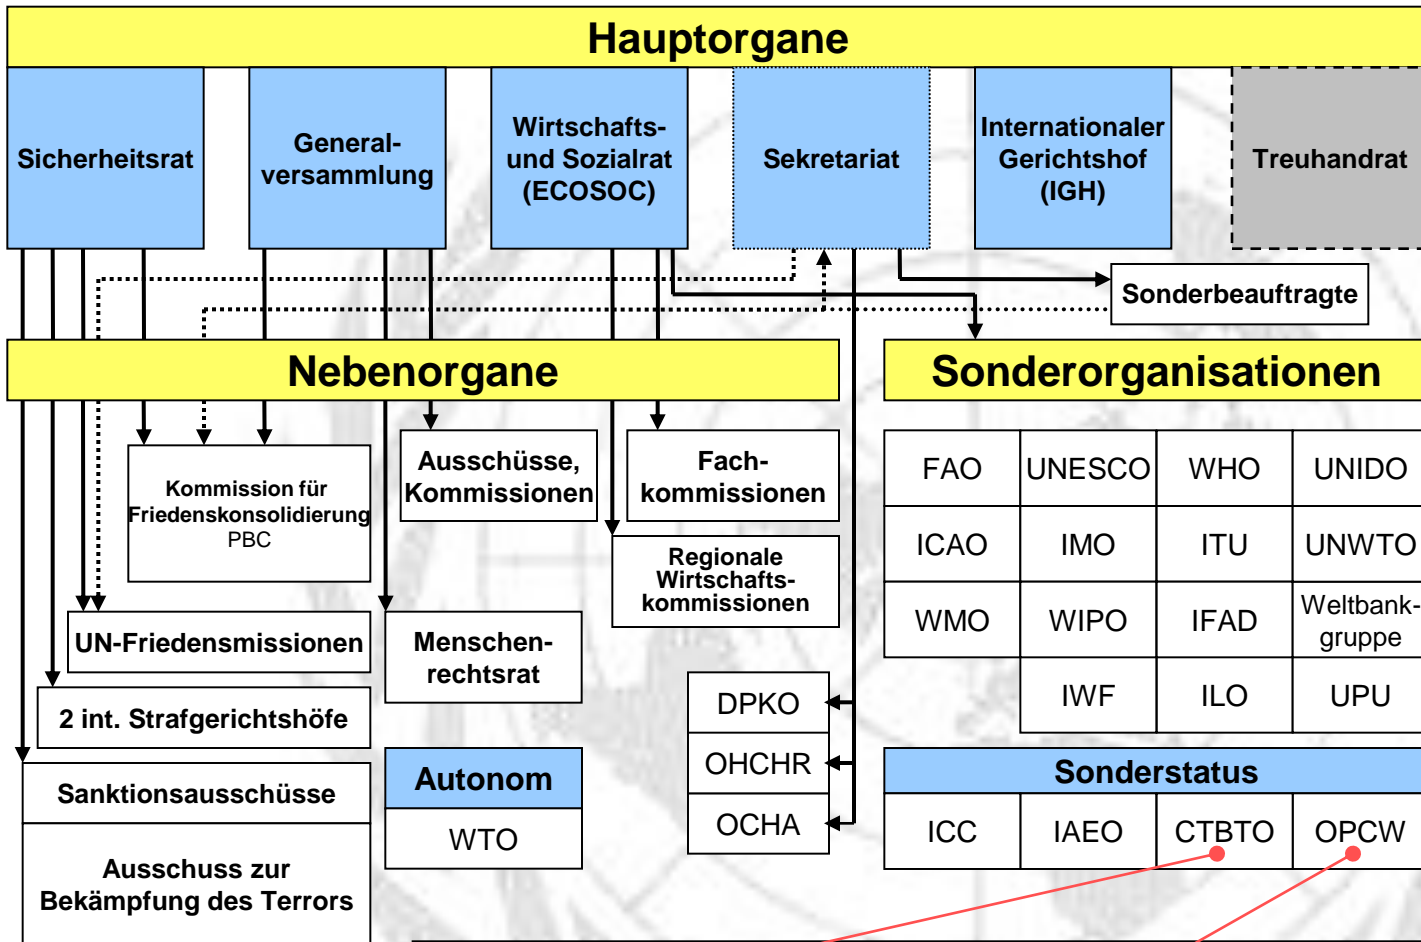 Hauptorgane
Sicherheitsrat
General-
versammlung
Wirtschafts-
und Sozialrat
(ECOSOC)
Sekretariat
Internationaler
Gerichtshof
(IGH)
Treuhandrat
Sonderbeauftragte
Nebenorgane
Sonderorganisationen
Kommission für
Friedenskonsolidierung
PBC
Ausschüsse,
Kommissionen
Fach-
kommissionen
Regionale
Wirtschafts-
kommissionen
UN-Friedensmissionen
Menschen-
rechtsrat
2 int. Strafgerichtshöfe
Sanktionsausschüsse
Ausschuss zur
Bekämpfung des Terrors
Autonom
WTO
DPKO
OHCHR
OCHA
FAO UNESCO WHO UNIDO
ICAO IMO ITU UNWTO
WMO WIPO IFAD Weltbank-
gruppe
IWF ILO UPU
Sonderstatus
ICC IAEO CTBTO OPCW